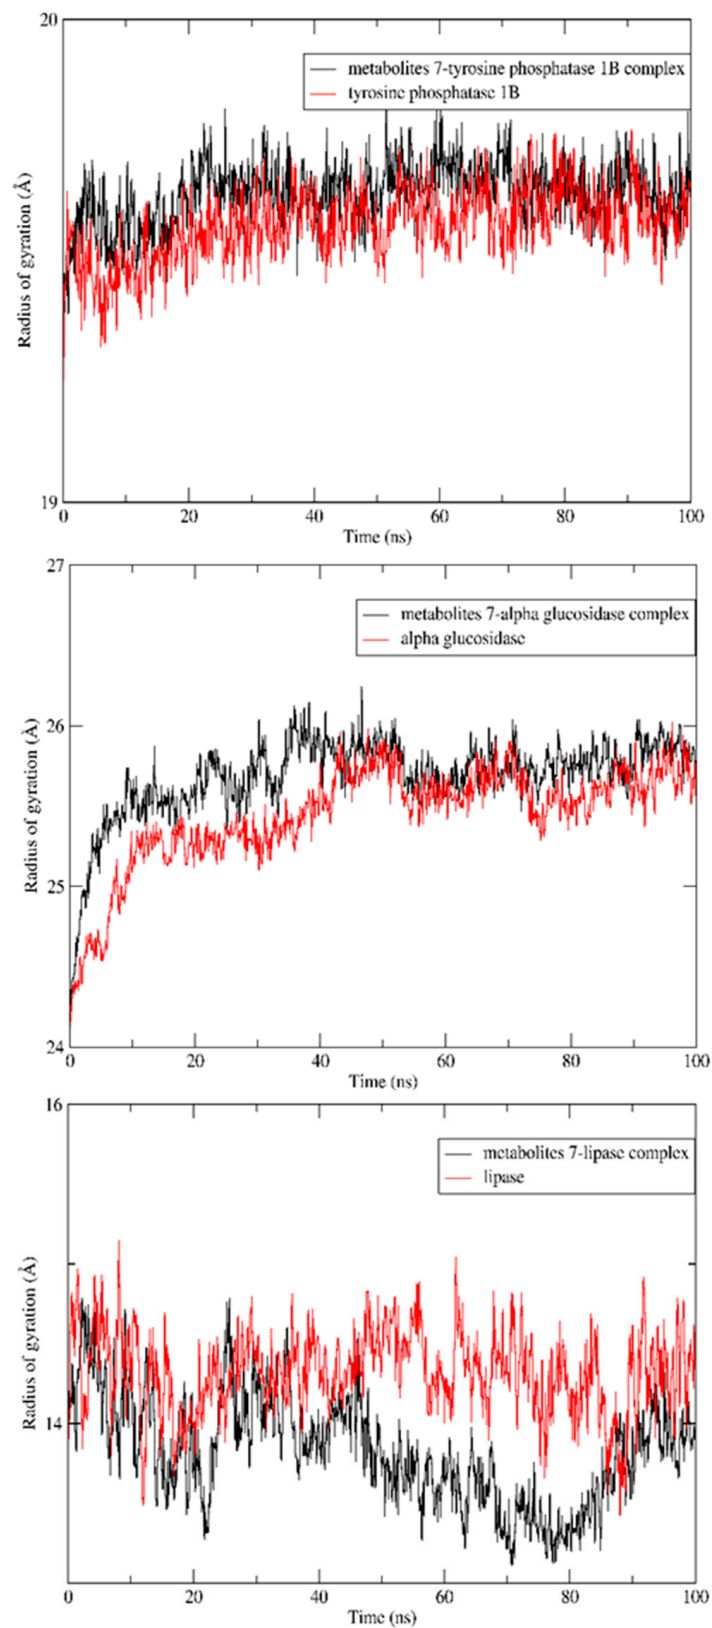 20
metabolites 7-tyrosine phosphatase 1B complex
tyrosine phosphatase 1B
Radius of gyration (Å)
19
0 20 40 60 80 100
Time (ns)
27
metabolites 7-alpha glucosidase complex
alpha glucosidase
26
Radius of gyration (Å)
25
24
0 20 40 60 80 100
Time (ns)
16
metabolites 7-lipase complex
lipase
Radius of gyration (Å)
14
0 20 40 60 80 100
Time (ns)